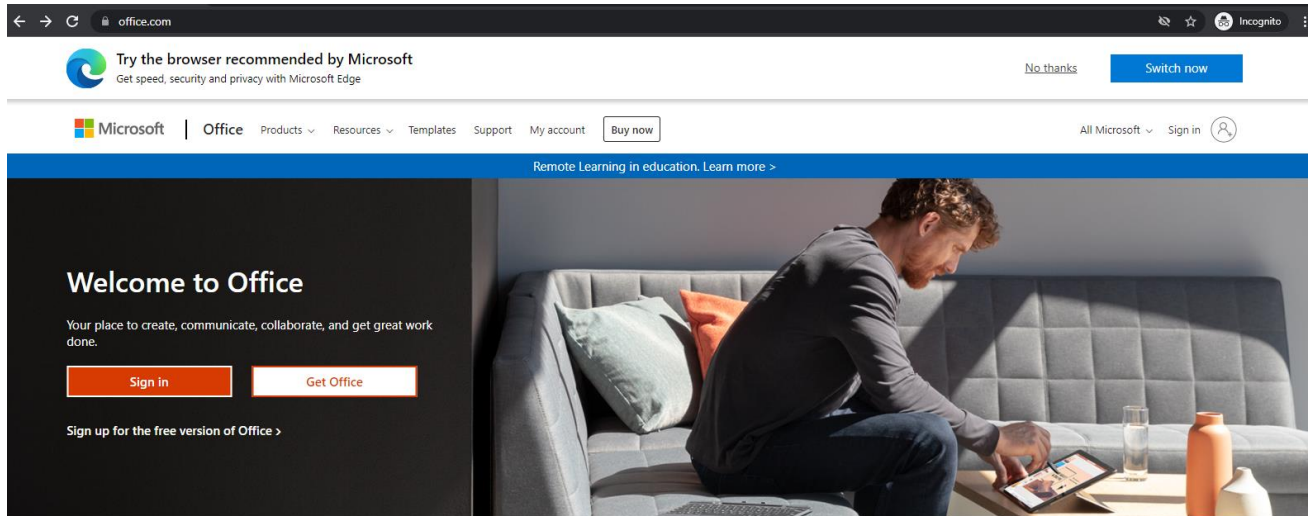 office.com
Incognito
Try the browser recommended by Microsoft
Get speed, security and privacy with Microsoft Edge
No thanks
Switch now
Microsoft
Office
Products
Resources
Templates
Support
My account
Buy now
All Microsoft
Sign in
Remote Learning in education. Learn more >
Welcome to Office
Your place to create, communicate, collaborate, and get great work
done.
Sign in
Get Office
Sign up for the free version of Office >